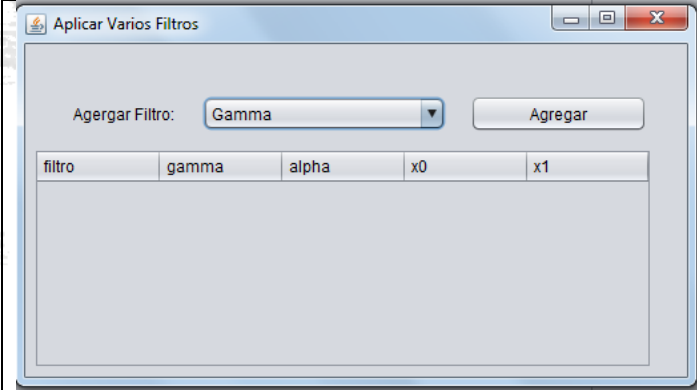 Aplicar Varios Filtros
Agergar Filtro: Gamma Agregar
filtro gamma alpha x0 x1